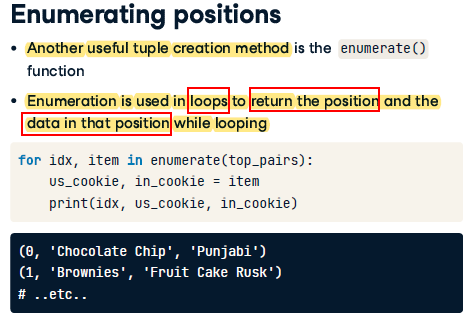 Enumerating positions
• Another useful tuple creation method is the enumerate()
function
• Enumeration is used in loops to return the position and the
data in that position while looping
for idx, item in enumerate(top_pairs):
    us_cookie, in_cookie = item
    print(idx, us_cookie, in_cookie)
(0, 'Chocolate Chip', 'Punjabi')
(1, 'Brownies', 'Fruit Cake Rusk')
# ..etc..